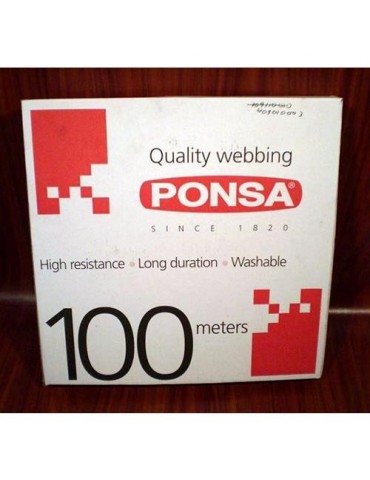 Quality webbing
PONSA®
SINCE 1820
High resistance • Long duration • Washable
100 meters